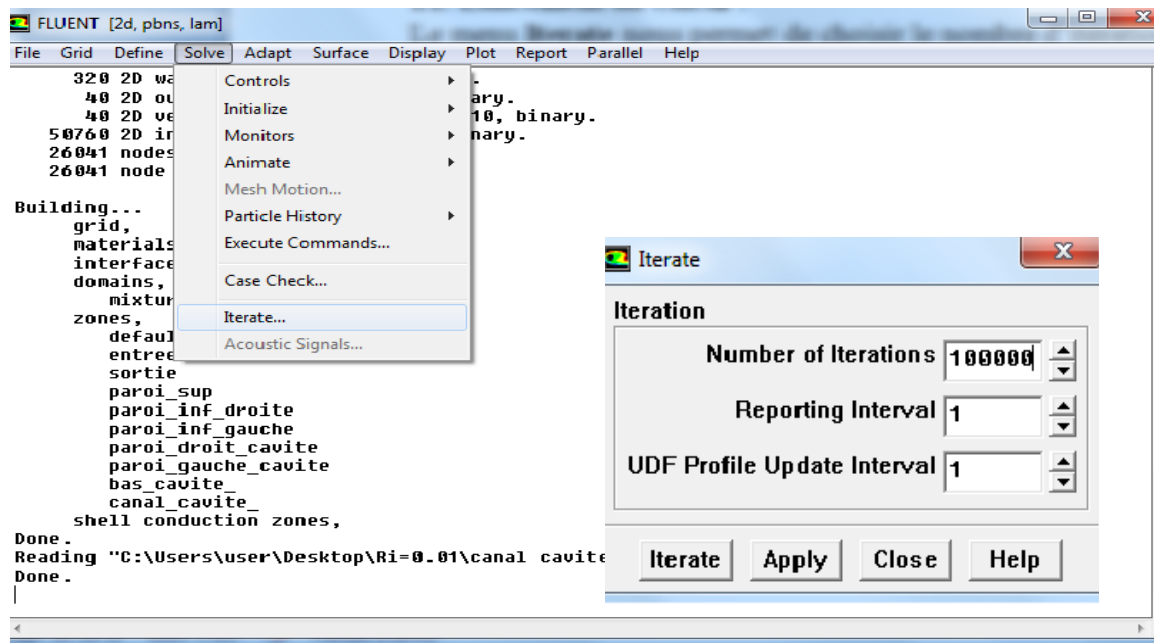 FLUENT [2d, pbns, lam]
File Grid Define Solve Adapt Surface Display Plot Report Parallel Help
320 2D wa
40 2D ou ary.
40 2D ve 10, binary.
50760 2D in nary.
26041 nodes
26041 node
Building...
grid,
materials
interface
domains,
mixtur
zones,
defaul
entree
sortie
paroi_sup
paroi_inf_droite
paroi_inf_gauche
paroi_droit_cavite
paroi_gauche_cavite
bas_cavite_
canal_cavite_
shell conduction zones,
Done.
Reading "C:\Users\user\Desktop\Ri=0.01\canal cavite
Done.
Controls
Initialize
Monitors
Animate
Mesh Motion...
Particle History
Execute Commands...
Case Check...
Iterate...
Acoustic Signals...
Iterate
Iteration
Number of Iterations 100000
Reporting Interval 1
UDF Profile Update Interval 1
Iterate Apply Close Help